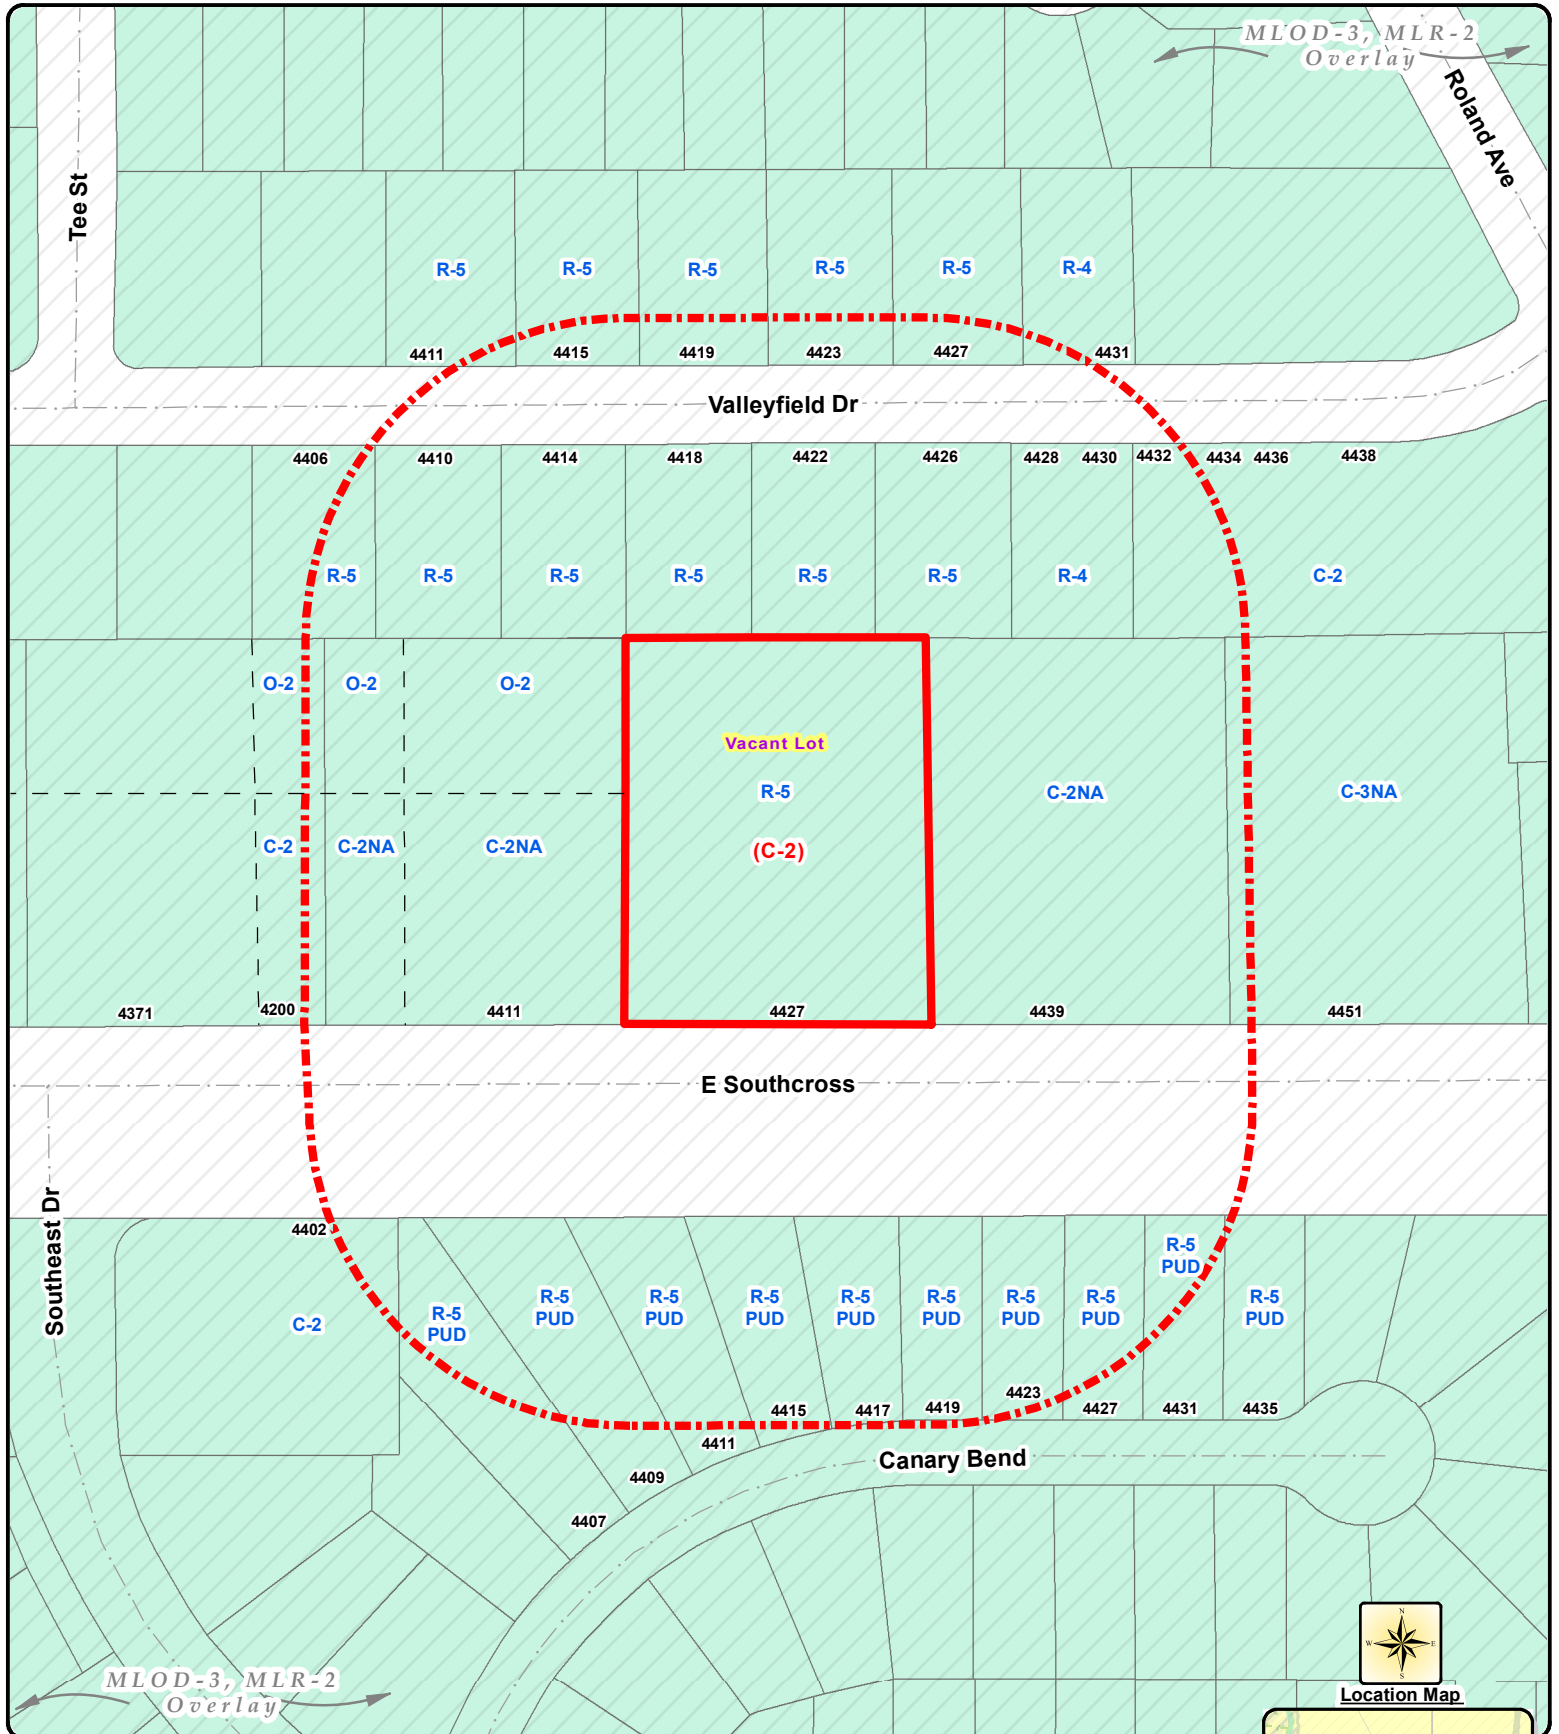 MLOD-3, MLR-2
Overlay
Roland Ave
Tee St
R-5 R-5 R-5 R-5 R-5 R-4
4411 4415 4419 4423 4427 4431
Valleyfield Dr
4406 4410 4414 4418 4422 4426 4428 4430 4432 4434 4436 4438
R-5 R-5 R-5 R-5 R-5 R-5 R-4 C-2
O-2 O-2 O-2
Vacant Lot
R-5 C-2NA C-3NA
C-2 C-2NA C-2NA (C-2)
4371 4200 4411 4427 4439 4451
E Southcross
Southeast Dr
4402
C-2
R-5
PUD
R-5
PUD
R-5
PUD
R-5
PUD
R-5
PUD
R-5
PUD
R-5
PUD
R-5
PUD
R-5
PUD
R-5
PUD
4407
4409
4411
4415 4417 4419 4423 4427 4431 4435
Canary Bend
MLOD-3, MLR-2
Overlay
N
W E
S
Location Map